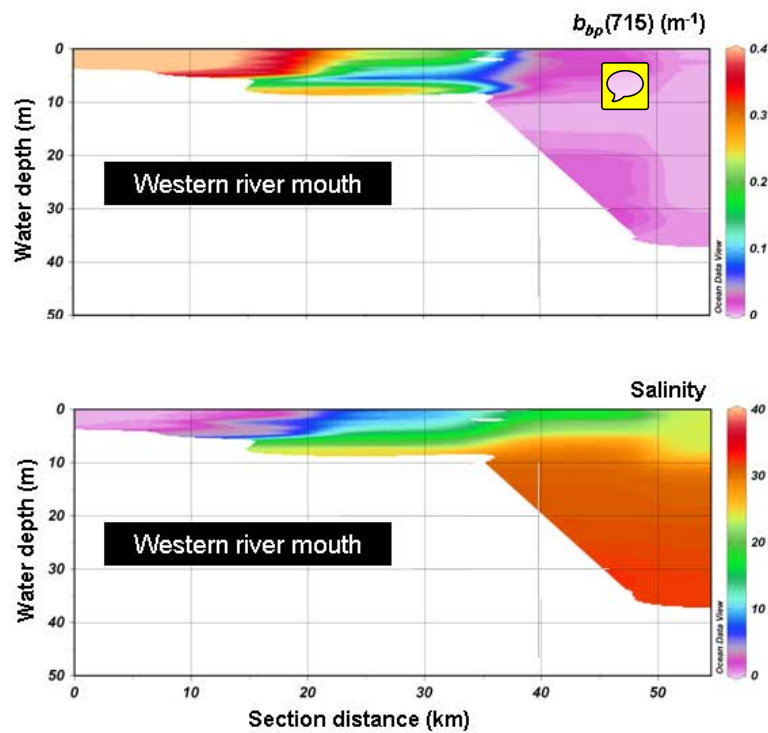 b_bp(715) (m-1)
0
10
20
30
40
50
Water depth (m)
Western river mouth
0.4
0.3
0.2
0.1
0
Ocean Data View
Salinity
0
10
20
30
40
50
Water depth (m)
Western river mouth
40
30
20
10
0
Ocean Data View
0 10 20 30 40 50
Section distance (km)